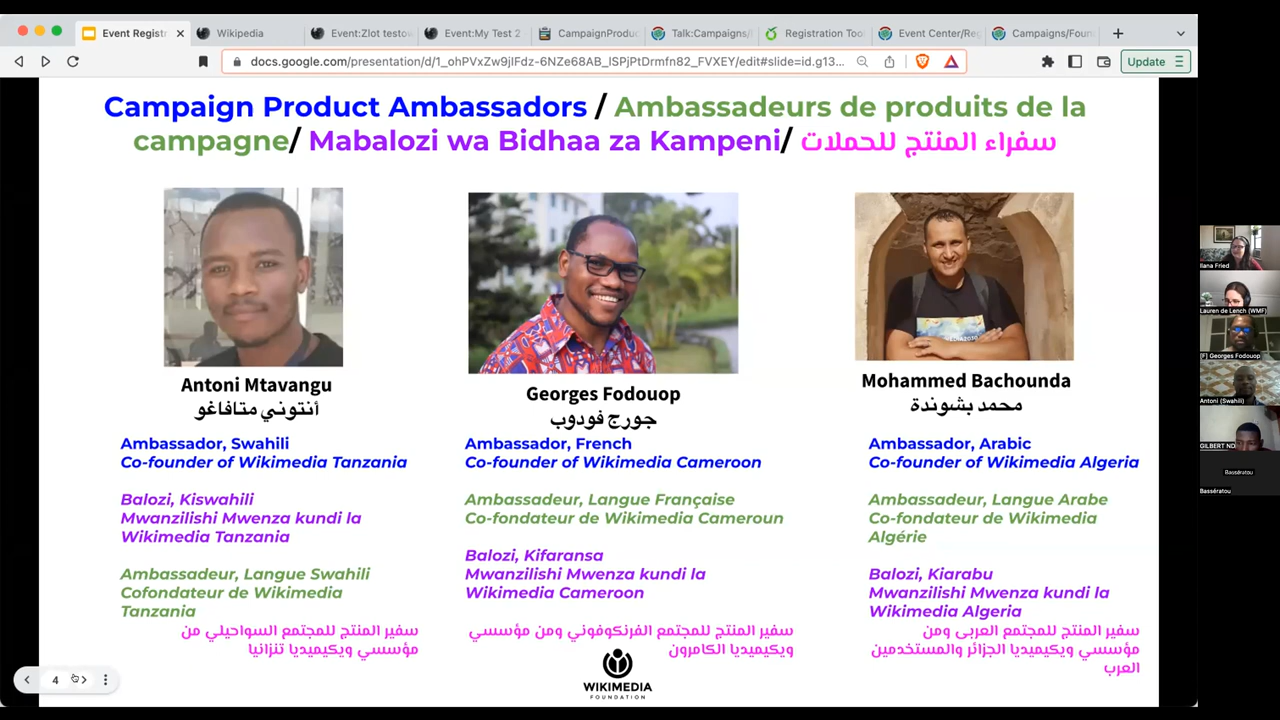 Event Registr
Wikipedia
Event:Zlot testow
Event:My Test 2
CampaignProduc
Talk:Campaigns/
Registration Tool
Event Center/Reg
Campaigns/Foun
docs.google.com/presentation/d/1_ohPVxZw9jIFdz-6NZe68AB_ISPjPtDrmfn82_FVXEY/edit#slide=id.g13...
Update
Campaign Product Ambassadors / Ambassadeurs de produits de la
campagne/ Mabalozi wa Bidhaa za Kampeni/ سفراء المنتج للحملات
Antoni Mtavangu
أنتوني متافاغو
Ambassador, Swahili
Co-founder of Wikimedia Tanzania
Balozi, Kiswahili
Mwanzilishi Mwenza kundi la
Wikimedia Tanzania
Ambassadeur, Langue Swahili
Cofondateur de Wikimedia
Tanzania
سفير المنتج للمجتمع السواحيلي من
مؤسسي ويكيميديا تنزانيا
Georges Fodouop
جورج فودوب
Ambassador, French
Co-founder of Wikimedia Cameroon
Ambassadeur, Langue Française
Co-fondateur de Wikimedia Cameroun
Balozi, Kifaransa
Mwanzilishi Mwenza kundi la
Wikimedia Cameroon
سفير المنتج للمجتمع الفرنكوفوني ومن مؤسسي
ويكيميديا الكامرون
Mohammed Bachounda
محمد بشوندة
Ambassador, Arabic
Co-founder of Wikimedia Algeria
Ambassadeur, Langue Arabe
Co-fondateur de Wikimedia
Algérie
Balozi, Kiarabu
Mwanzilishi Mwenza kundi la
Wikimedia Algeria
سفير المنتج للمجتمع العربى ومن
مؤسسي ويكيميديا الجزائر والمستخدمين
العرب
WIKIMEDIA
FOUNDATION
4
Ilana Fried
Lauren de Lench (WMF)
[F] Georges Fodouop
Antoni (Swahili)
GILBERT ND
Bassératou
Bassératou